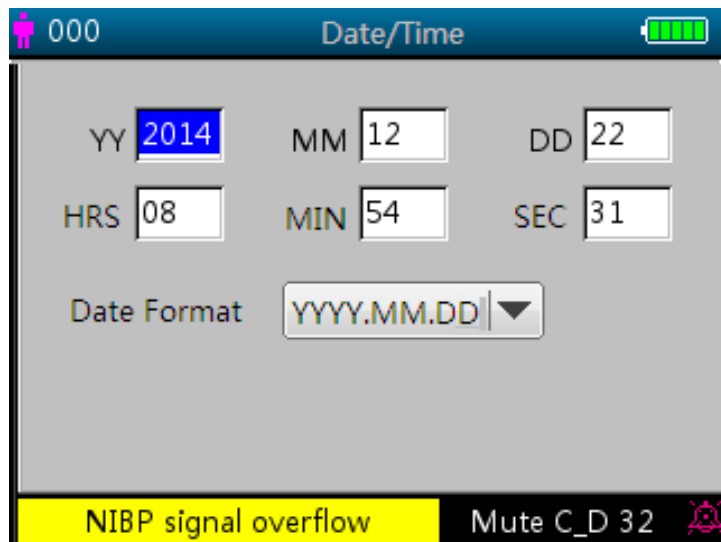 000 Date/Time
YY 2014 MM 12 DD 22
HRS 08 MIN 54 SEC 31
Date Format YYYY.MM.DD
NIBP signal overflow Mute C_D 32